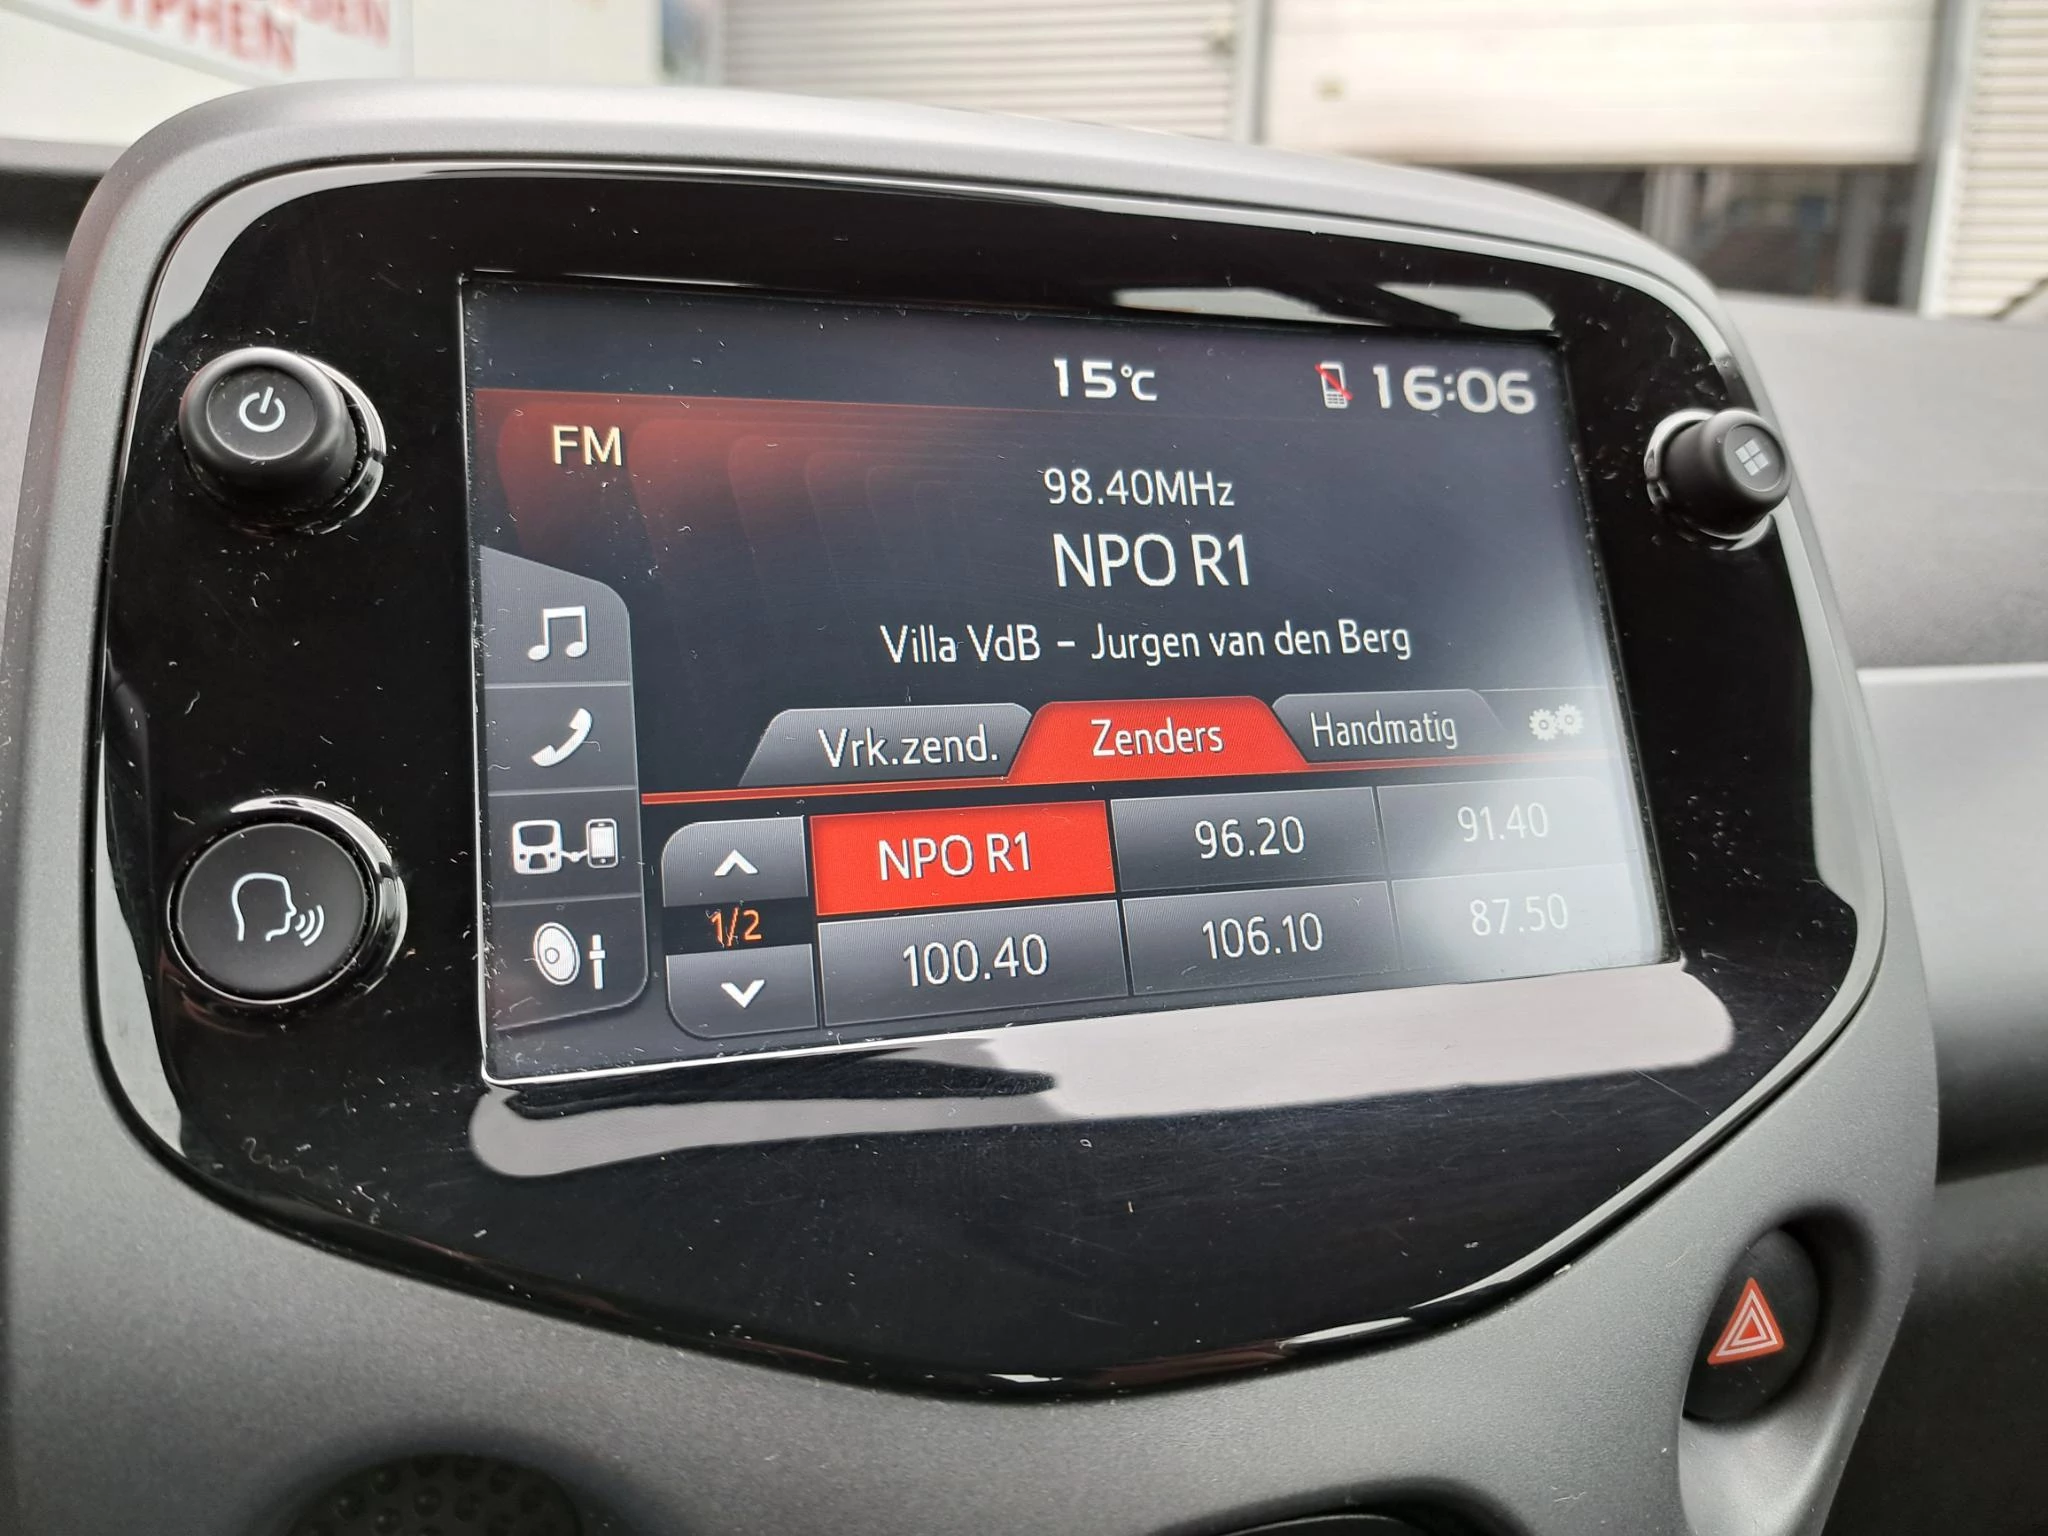 15°C 16:06
FM
98.40MHz
NPO R1
Villa VdB - Jurgen van den Berg
Vrk.zend. Zenders Handmatig
NPO R1 96.20 91.40
1/2
100.40 106.10 87.50